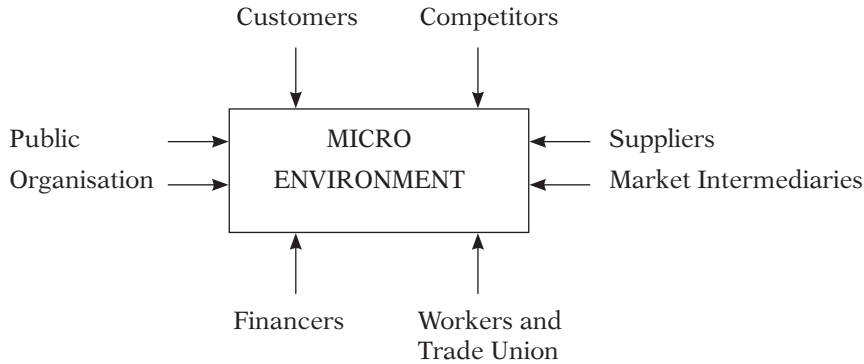 Customers
Competitors
Public
MICRO
Suppliers
Organisation
ENVIRONMENT
Market Intermediaries
Financers
Workers and
Trade Union